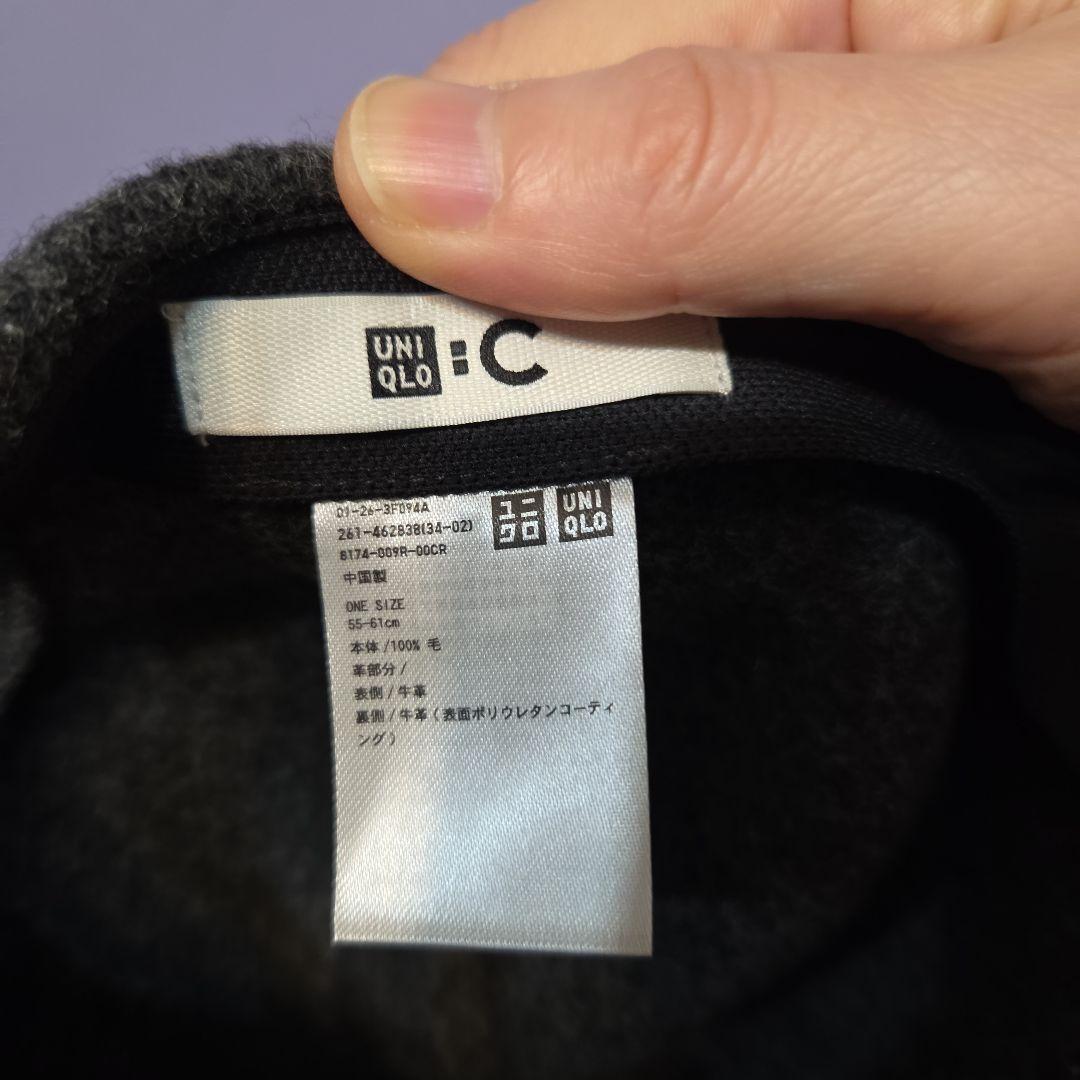 UNI
QLO : C
01-26-3F094A
ユニ
クロ
UNI
QLO
261-462838(34-02)
8174-009R-00CR
中国製
ONE SIZE
55-61cm
本体/100% 毛
革部分/
表側/牛革
裏側/牛革(表面ポリウレタンコーティ
ング)